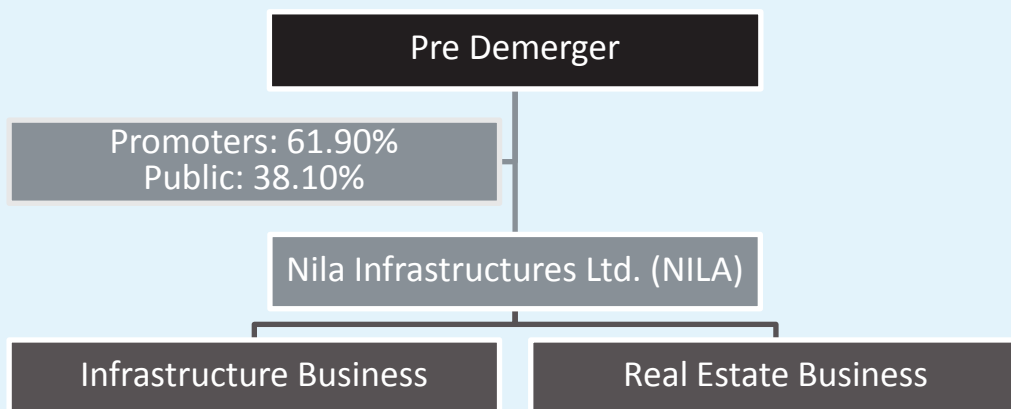 Pre Demerger
Promoters: 61.90%
Public: 38.10%
Nila Infrastructures Ltd. (NILA)
Infrastructure Business
Real Estate Business